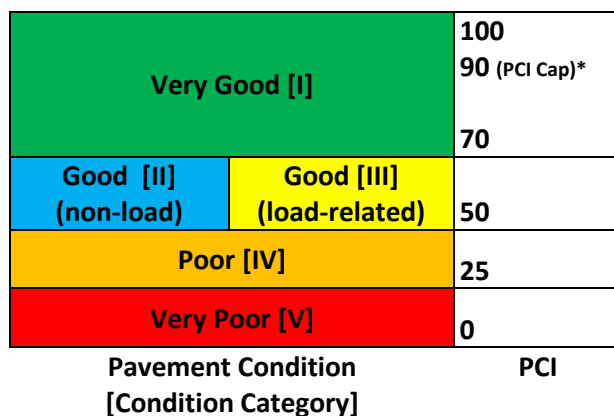 100
Very Good [I]
90 (PCI Cap)*
70
Good [II]
(non-load)
Good [III]
(load-related)
50
Poor [IV]
25
Very Poor [V]
0
Pavement Condition
[Condition Category]
PCI